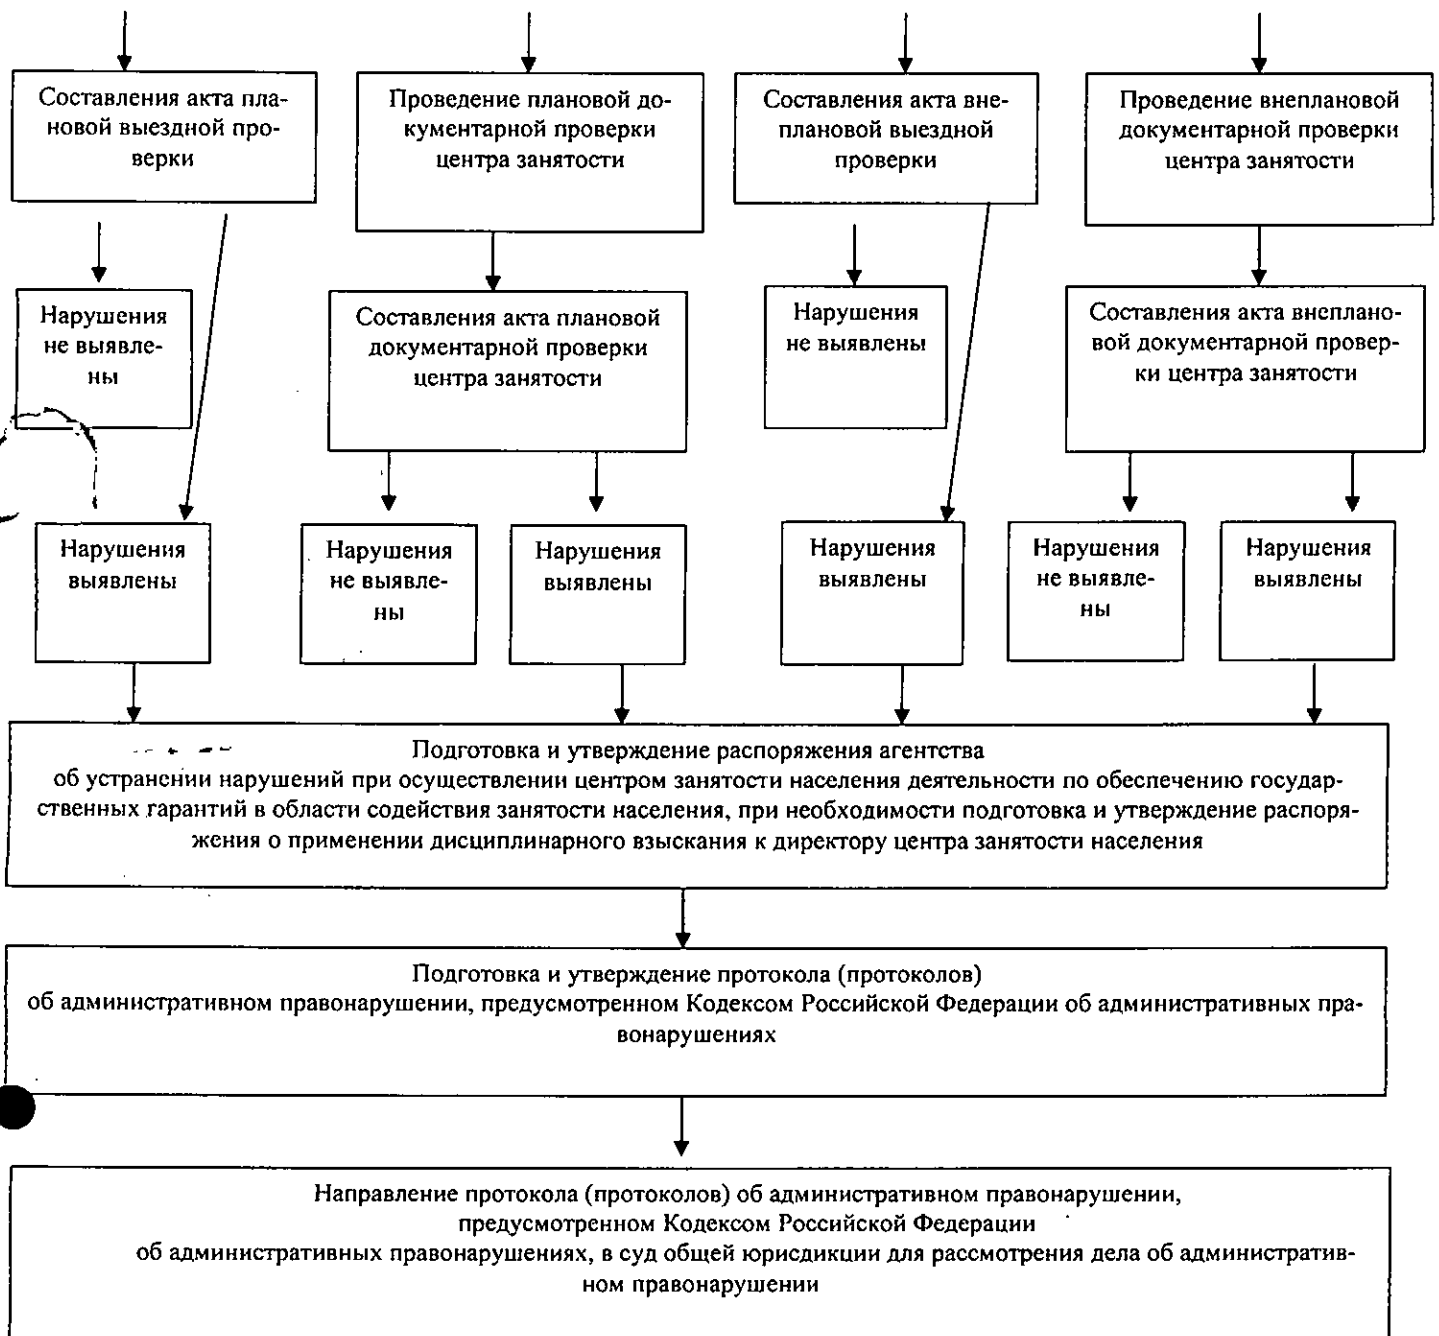 Составления акта пла-
новой выездной про-
верки
Проведение плановой до-
кументарной проверки
центра занятости
Составления акта вне-
плановой выездной
проверки
Проведение внеплановой
документарной проверки
центра занятости
Нарушения
не выявле-
ны
Составления акта плановой
документарной проверки
центра занятости
Нарушения
не выявлены
Составления акта внеплано-
вой документарной провер-
ки центра занятости
Нарушения
выявлены
Нарушения
не выявле-
ны
Нарушения
выявлены
Нарушения
выявлены
Нарушения
не выявле-
ны
Нарушения
выявлены
Подготовка и утверждение распоряжения агентства
об устранении нарушений при осуществлении центром занятости населения деятельности по обеспечению государ-
ственных гарантий в области содействия занятости населения, при необходимости подготовка и утверждение распоря-
жения о применении дисциплинарного взыскания к директору центра занятости населения
Подготовка и утверждение протокола (протоколов)
об административном правонарушении, предусмотренном Кодексом Российской Федерации об административных пра-
вонарушениях
Направление протокола (протоколов) об административном правонарушении,
предусмотренном Кодексом Российской Федерации
об административных правонарушениях, в суд общей юрисдикции для рассмотрения дела об административ-
ном правонарушении